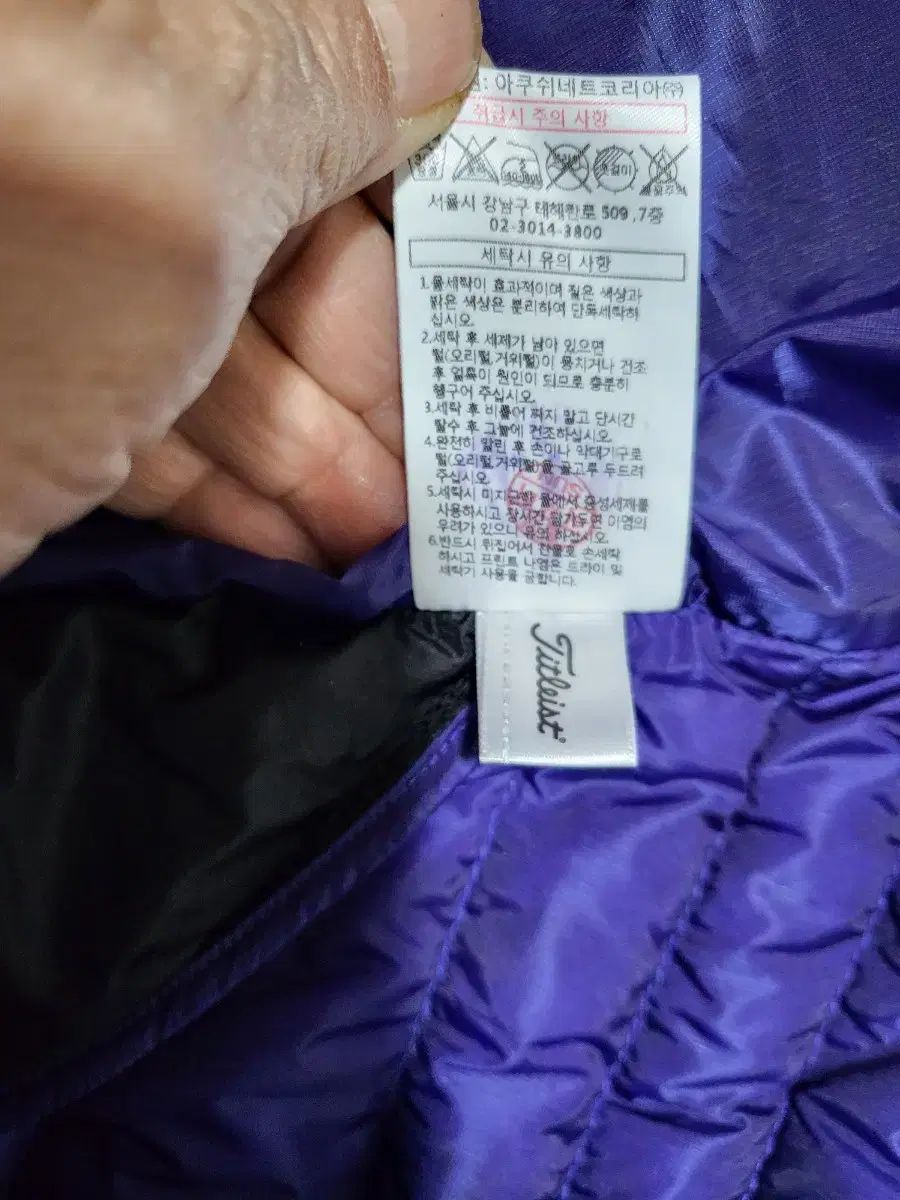 : 아쿠쉬네트코리아㈜
취급시 주의 사항
서울시 강남구 테헤란로 509 ,7층
02-3014-3800
세탁시 유의 사항
1.물세탁이 효과적이며 짙은 색상과
밝은 색상은 분리하여 단독세탁하
십시오.
2.세탁 후 세제가 남아 있으면
털(오리털,거위털)이 뭉치거나 건조
후 얼룩이 원인이 되므로 충분히
헹구어 주십시오.
3.세탁 후 비틀어 짜지 말고 단시간
탈수 후 그늘에 건조하십시오.
4.완전히 말린 후 손이나 막대기구로
털(오리털,거위털)을 골고루 두드려
주십시오.
5.세탁시 미지근한 물에서 중성세제를
사용하시고 장시간 담가두면 이염의
우려가 있으니 유의 하십시오.
6.반드시 뒤집어서 찬물로 손세탁
하시고 프린트 나염은 드라이 및
세탁기 사용을 금합니다.
Titleist